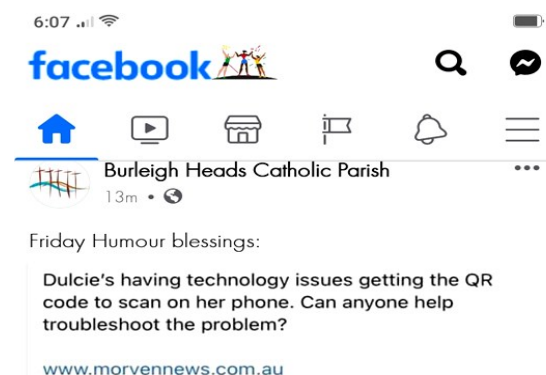 6:07
facebook
Burleigh Heads Catholic Parish
13m •
Friday Humour blessings:
Dulcie's having technology issues getting the QR
code to scan on her phone. Can anyone help
troubleshoot the problem?
www.morvennews.com.au